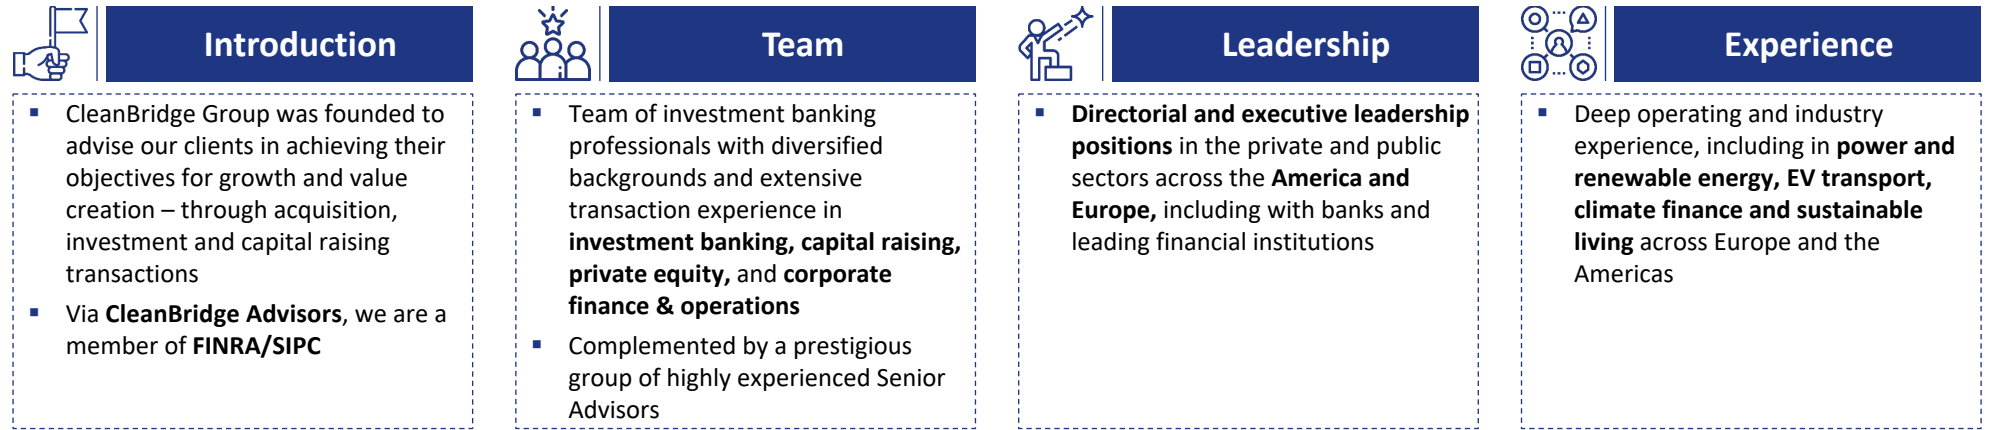 Introduction
CleanBridge Group was founded to
advise our clients in achieving their
objectives for growth and value
creation – through acquisition,
investment and capital raising
transactions
Via CleanBridge Advisors, we are a
member of FINRA/SIPC
Team
Team of investment banking
professionals with diversified
backgrounds and extensive
transaction experience in
investment banking, capital raising,
private equity, and corporate
finance & operations
Complemented by a prestigious
group of highly experienced Senior
Advisors
Leadership
Directorial and executive leadership
positions in the private and public
sectors across the America and
Europe, including with banks and
leading financial institutions
Experience
Deep operating and industry
experience, including in power and
renewable energy, EV transport,
climate finance and sustainable
living across Europe and the
Americas